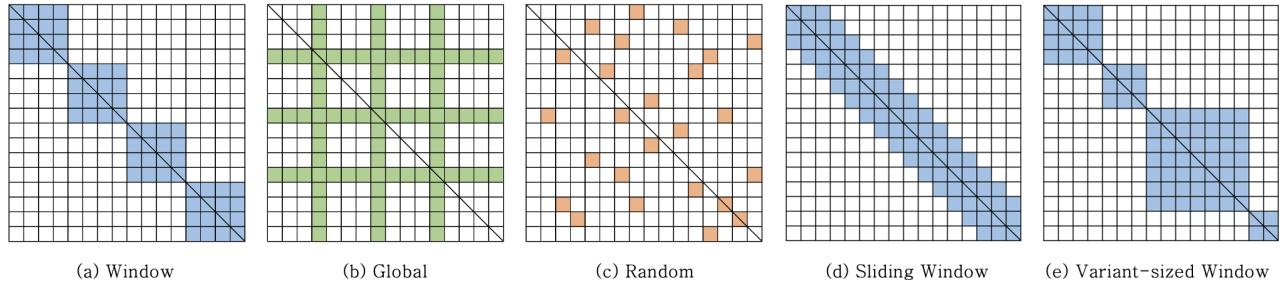 (a) Window
(b) Global
(c) Random
(d) Sliding Window
(e) Variant-sized Window